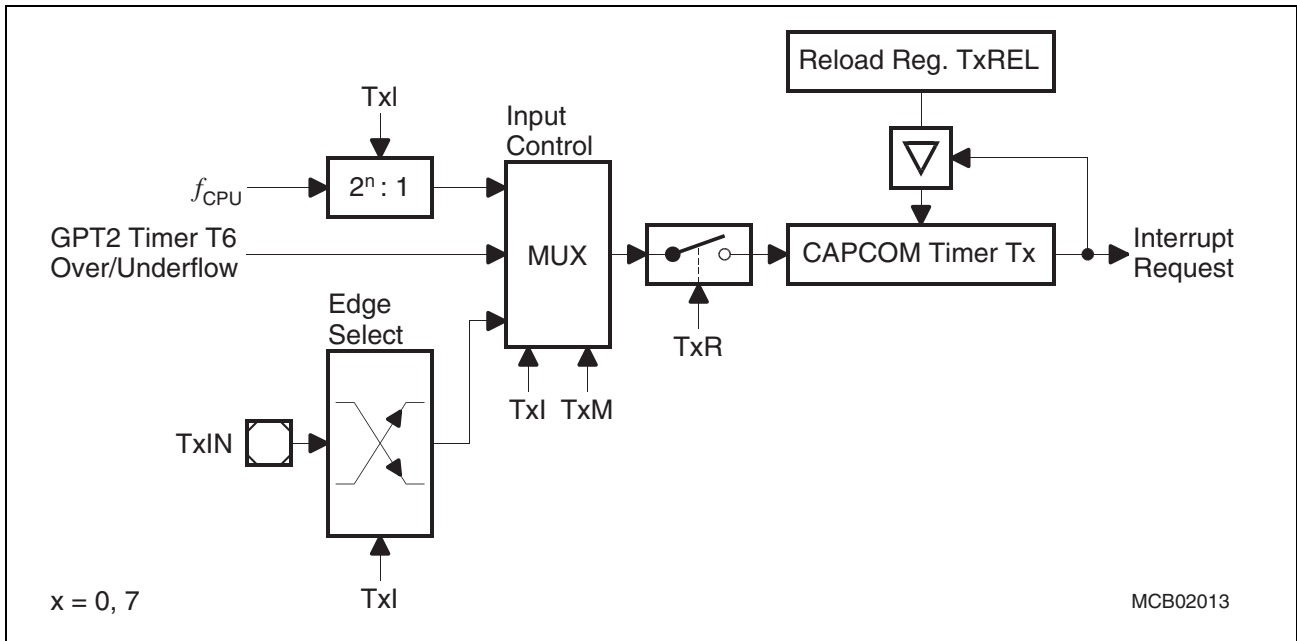 Reload Reg. TxREL
TxI
Input
Control
fCPU
2ⁿ : 1
GPT2 Timer T6
Over/Underflow
MUX
CAPCOM Timer Tx
Interrupt
Request
Edge
Select
TxR
TxI TxM
TxIN
TxI
x = 0, 7
MCB02013